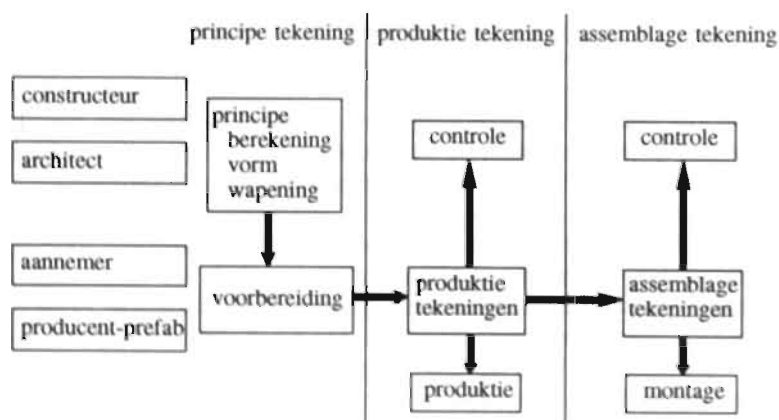 principe tekening
produktie tekening
assemblage tekening
constructeur
architect
aannemer
producent-prefab
principe
berekening
vorm
wapening
voorbereiding
controle
produktie
tekeningen
produktie
controle
assemblage
tekeningen
montage